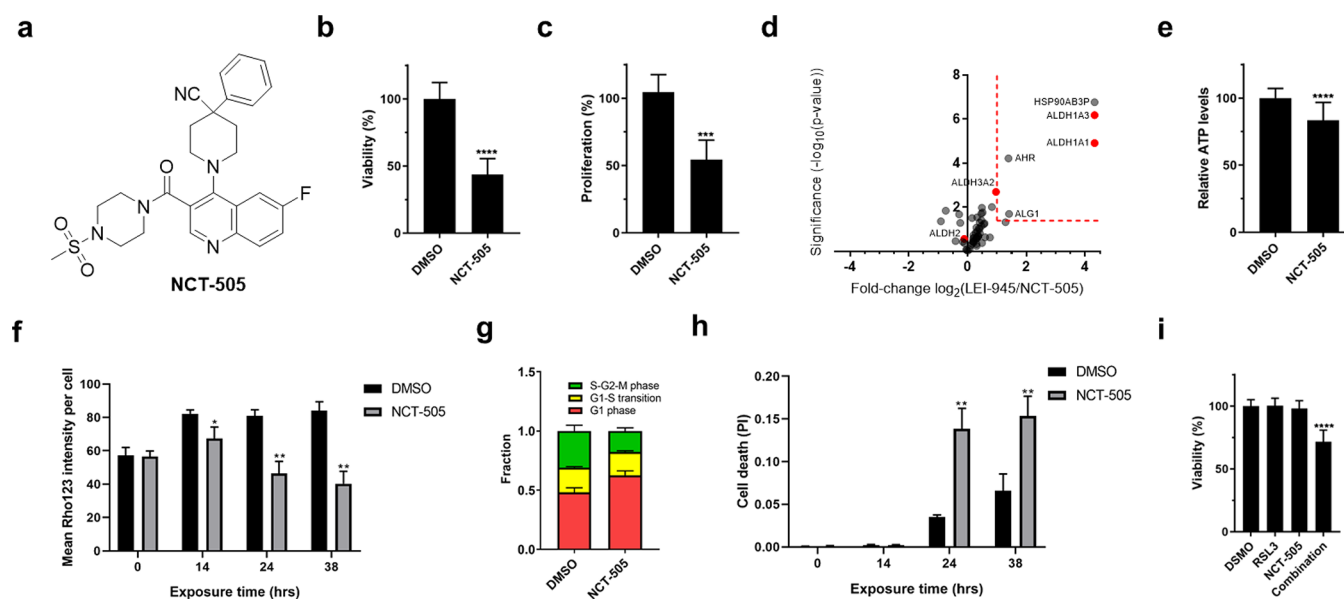 a
NC
N
O
N
N
S
O
O
N
F
NCT-505
b
Viability (%)
100
50
0
****
DMSO
NCT-505
c
Proliferation (%)
150
100
50
0
***
DMSO
NCT-505
d
Significance (-log10(p-value))
8
6
4
2
HSP90AB3P
ALDH1A3
ALDH1A1
AHR
ALDH3A2
ALG1
ALDH2
-4
-2
0
2
4
Fold-change log2(LEI-945/NCT-505)
e
Relative ATP levels
100
50
0
****
DMSO
NCT-505
f
Mean Rho123 intensity per cell
100
80
60
40
20
0
*
**
**
0
14
24
38
Exposure time (hrs)
DMSO
NCT-505
g
Fraction
1.5
1.0
0.5
0.0
S-G2-M phase
G1-S transition
G1 phase
DMSO
NCT-505
h
Cell death (PI)
0.20
0.15
0.10
0.05
0.00
**
**
0
14
24
38
Exposure time (hrs)
DMSO
NCT-505
i
Viability (%)
100
50
0
****
DSMO
RSL3
NCT-505
Combination